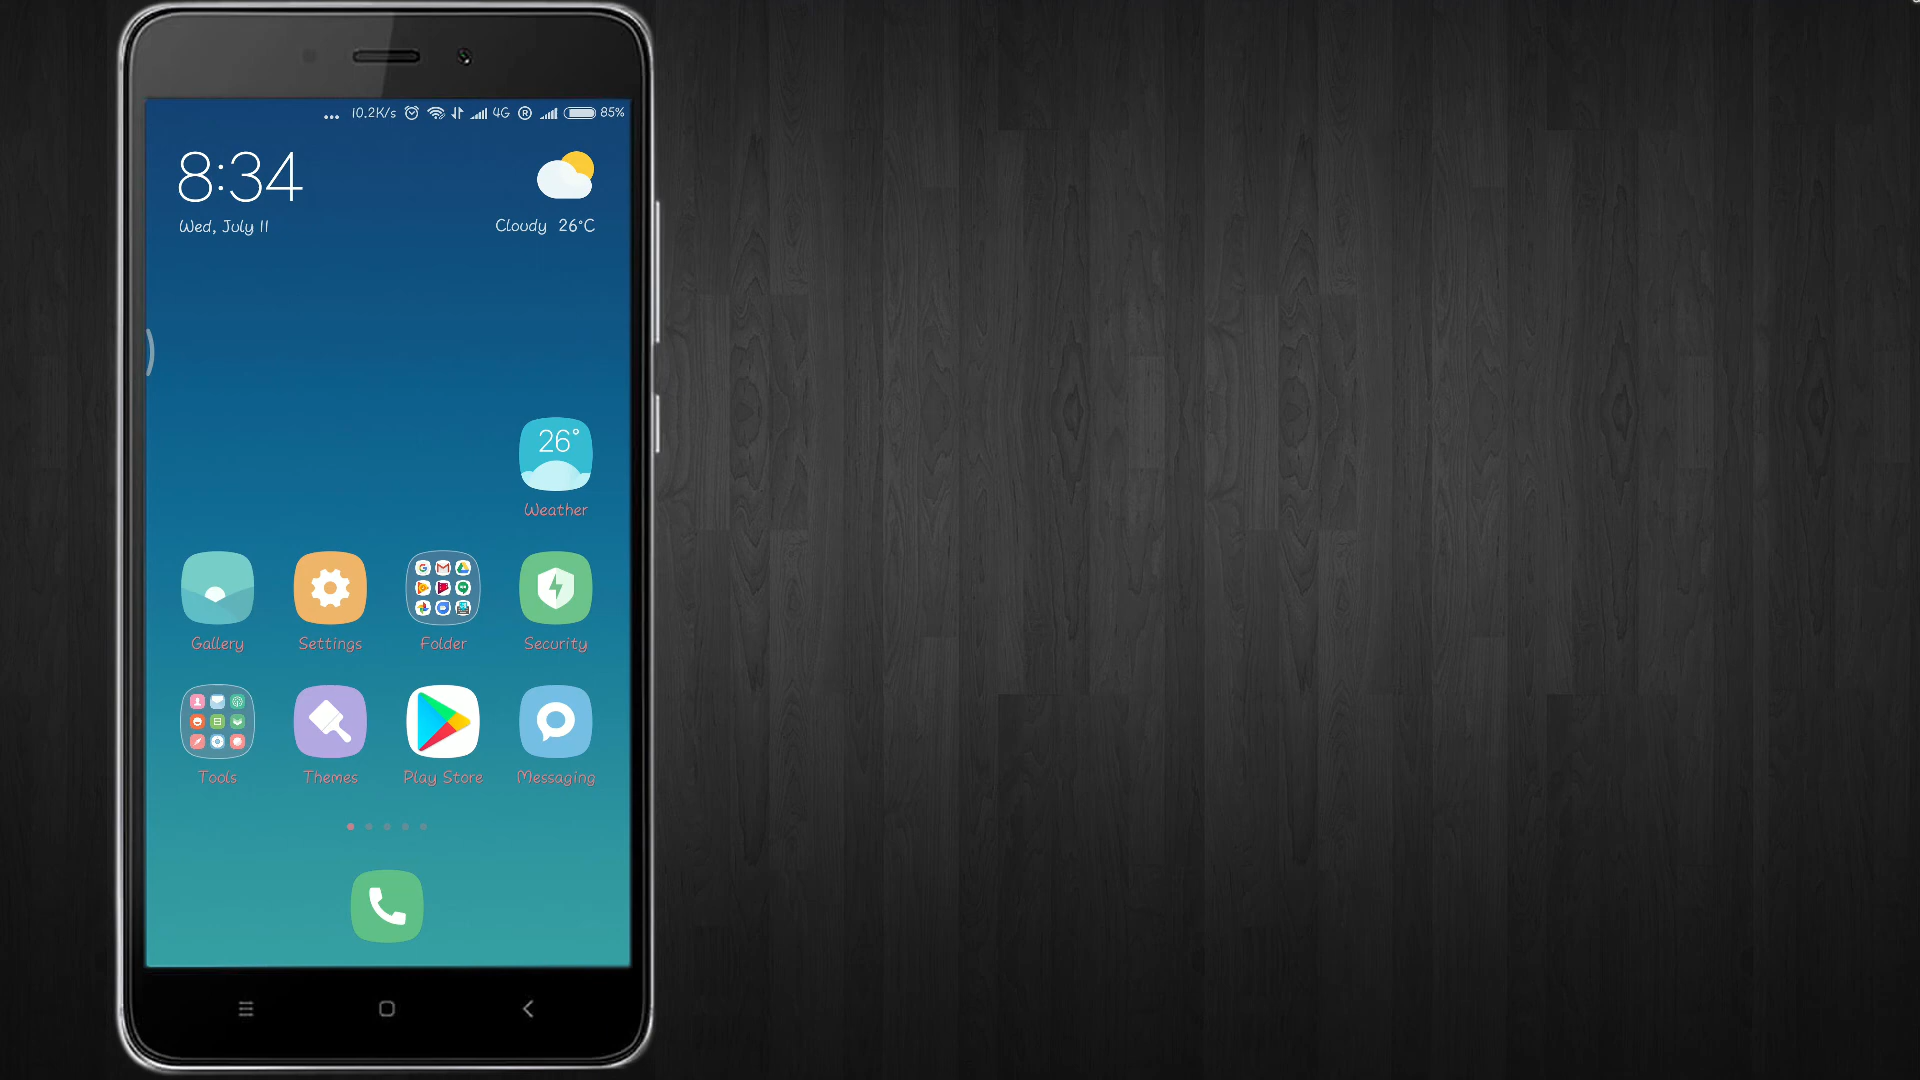 ... 10.2K/s 4G R 85%
8:34
Wed, July 11
Cloudy 26°C
26°
Weather
Gallery Settings Folder Security
Tools Themes Play Store Messaging